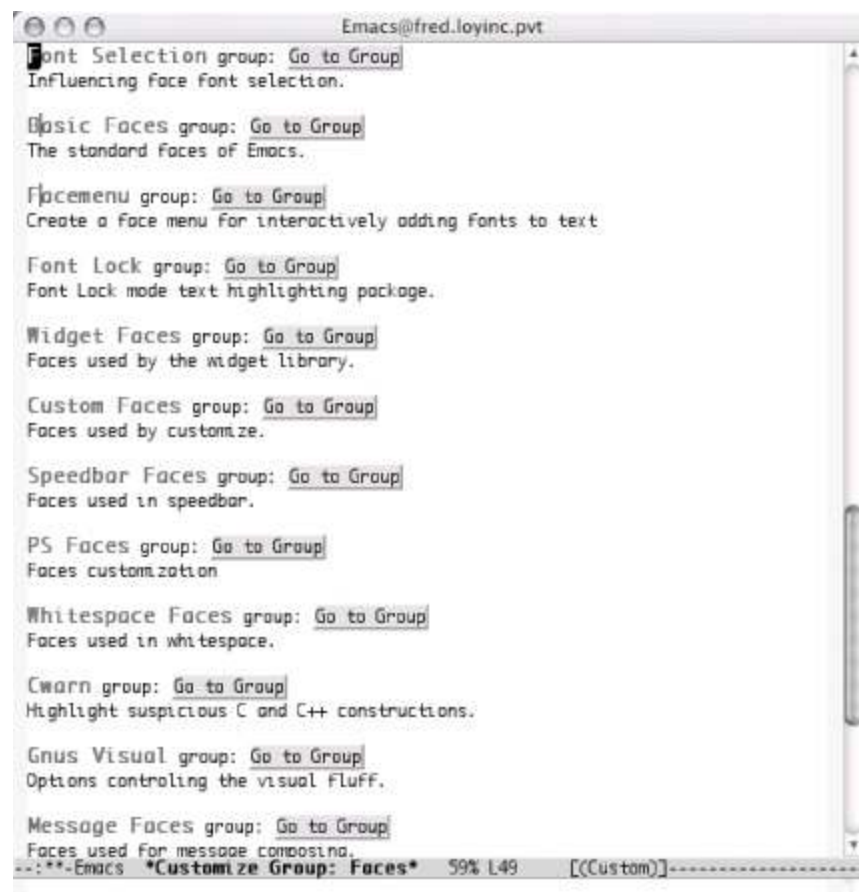 Emacs@fred.loyinc.pvt
Font Selection group: Go to Group
Influencing face font selection.
Basic Faces group: Go to Group
The standard faces of Emacs.
Facemenu group: Go to Group
Create a face menu for interactively adding fonts to text
Font Lock group: Go to Group
Font Lock mode text highlighting package.
Widget Faces group: Go to Group
Faces used by the widget library.
Custom Faces group: Go to Group
Faces used by customize.
Speedbar Faces group: Go to Group
Faces used in speedbar.
PS Faces group: Go to Group
Faces customization
Whitespace Faces group: Go to Group
Faces used in whitespace.
Cwarn group: Go to Group
Highlight suspicious C and C++ constructions.
Gnus Visual group: Go to Group
Options controling the visual fluff.
Message Faces group: Go to Group
Faces used for message composing.
--:**-Emacs *Customize Group: Faces* 59% L49 [(Custom)]--------------------